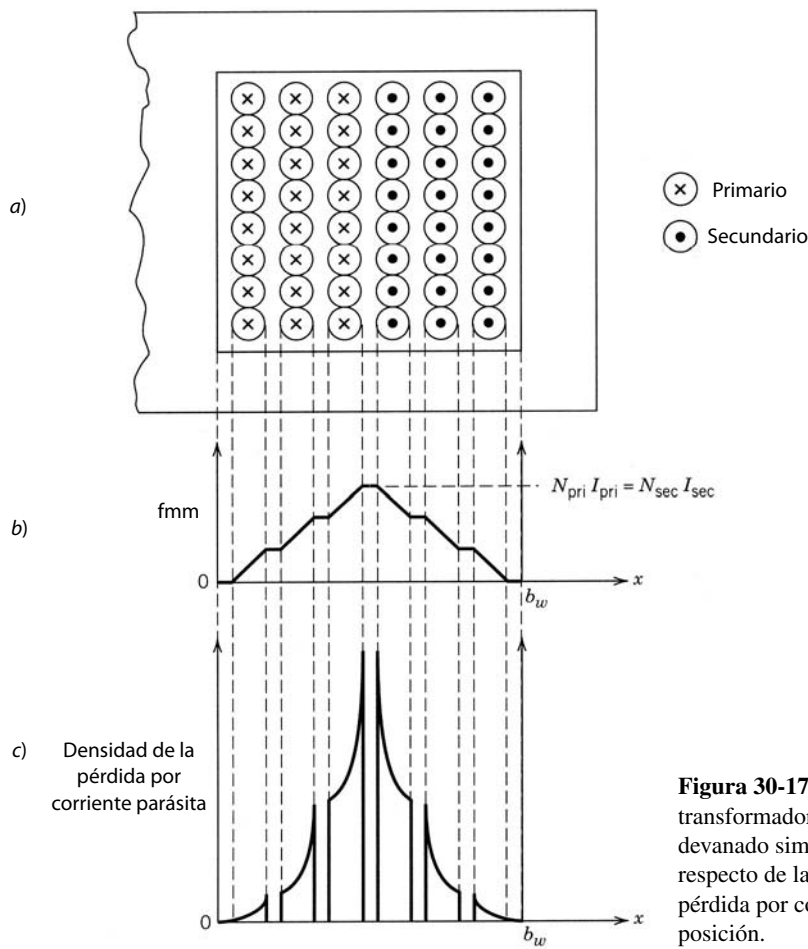 a)
Primario
Secundario
b)
fmm
N_pri I_pri = N_sec I_sec
0
x
b_w
c)
Densidad de la
pérdida por
corriente parásita
0
x
b_w
Figura 30-17
transformador
devanado sim
respecto de la
pérdida por co
posición.